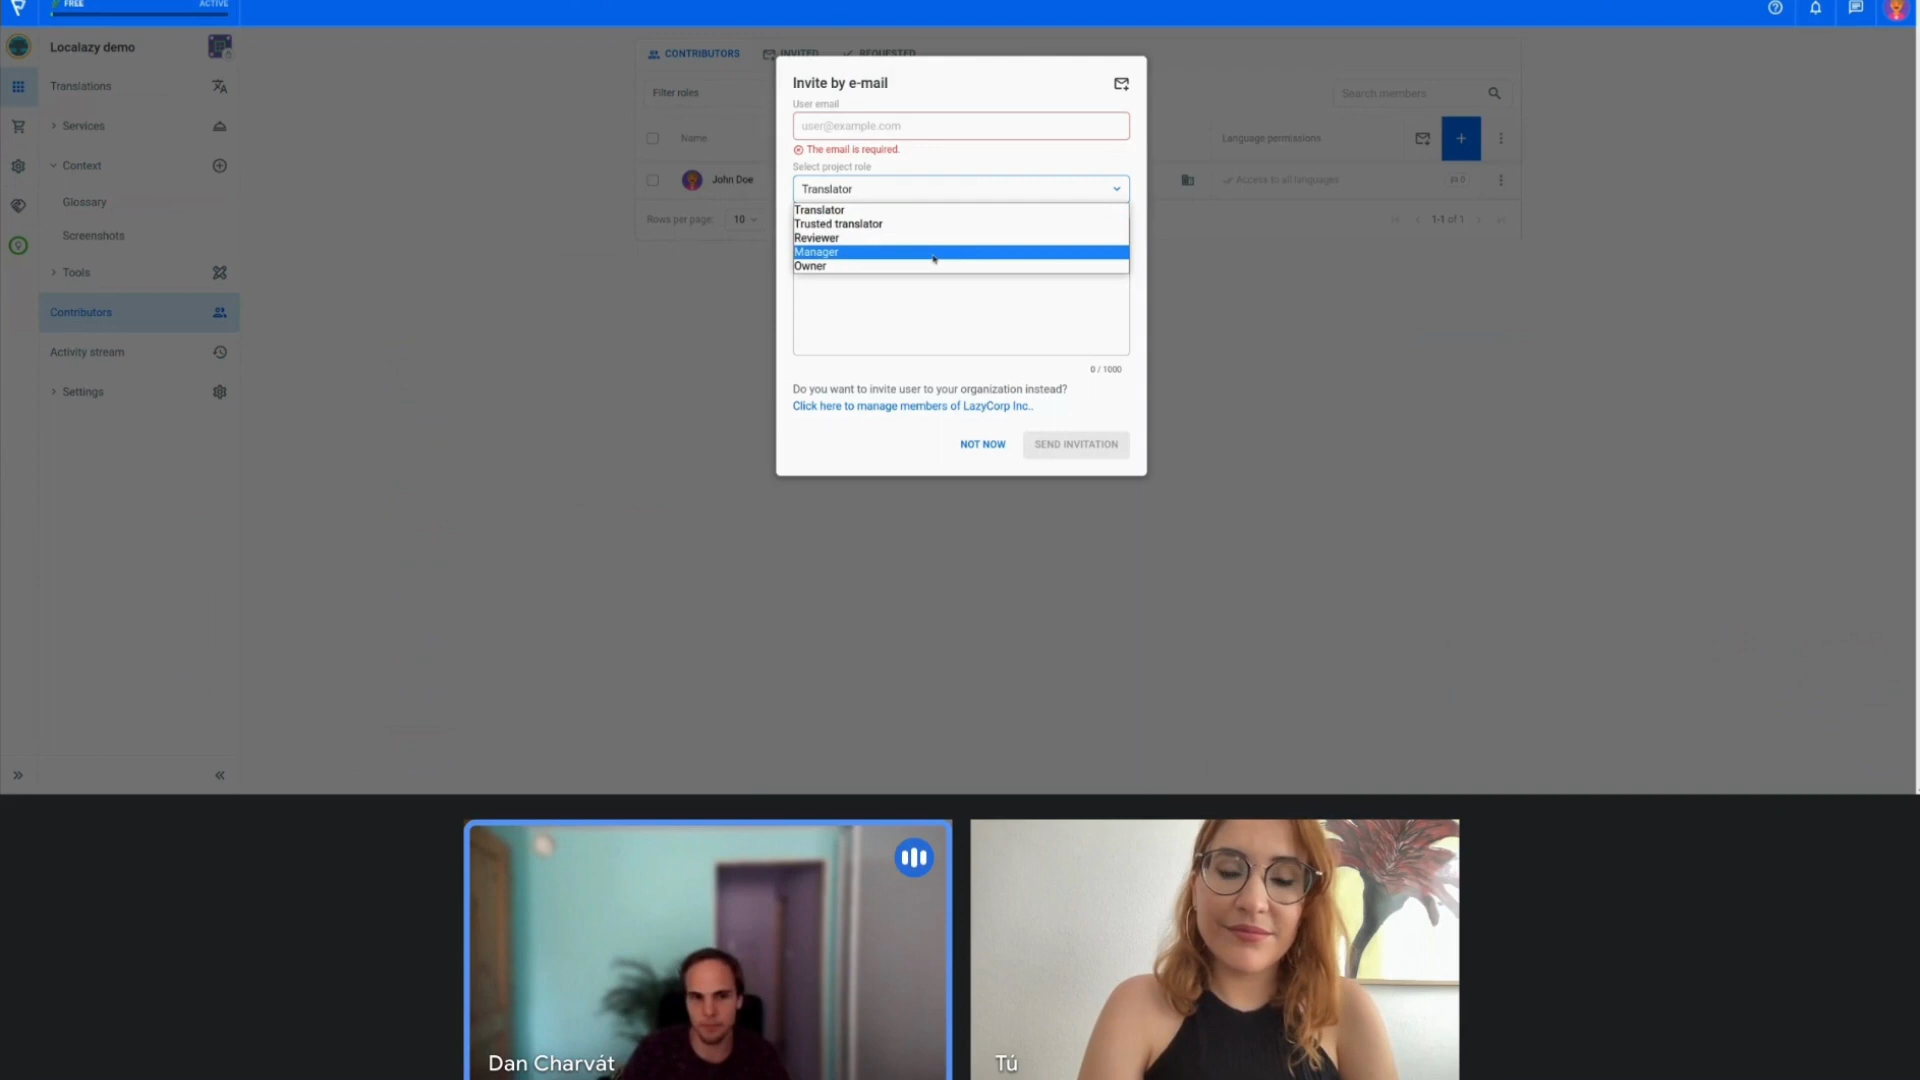 FREE
ACTIVE
Localazy demo
Translations
Services
Context
Glossary
Screenshots
Tools
Contributors
Activity stream
Settings
CONTRIBUTORS
INVITED
REQUESTED
Filter roles
Search members
Name
Language permissions
John Doe
Access to all languages
0
Rows per page:
10
1-1 of 1
Invite by e-mail
User email
user@example.com
The email is required.
Select project role
Translator
Translator
Trusted translator
Reviewer
Manager
Owner
0 / 1000
Do you want to invite user to your organization instead?
Click here to manage members of LazyCorp Inc..
NOT NOW
SEND INVITATION
Dan Charvát
Tú